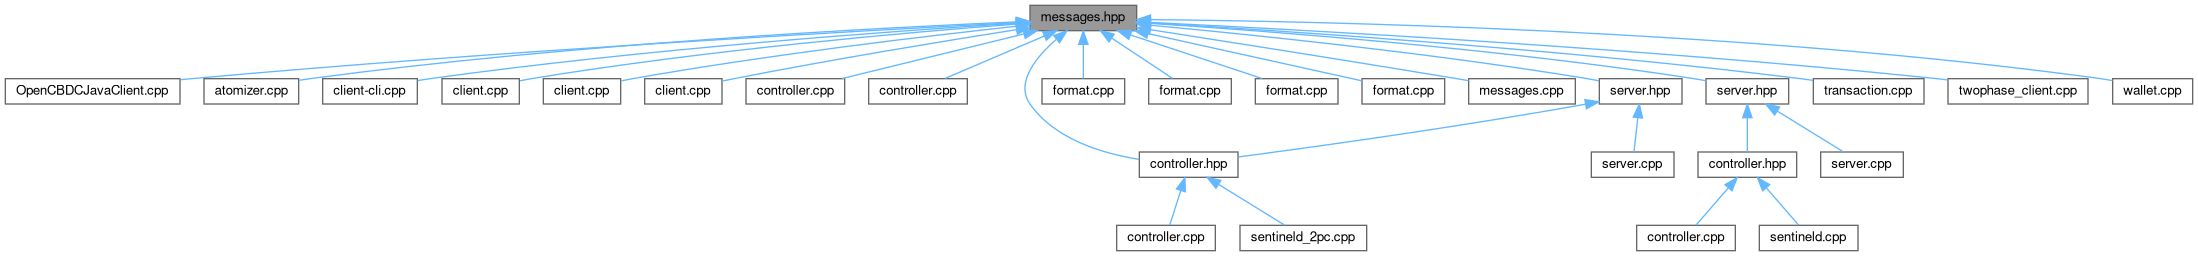 messages.hpp
OpenCBDCJavaClient.cpp
atomizer.cpp
client-cli.cpp
client.cpp
client.cpp
client.cpp
controller.cpp
controller.cpp
format.cpp
format.cpp
format.cpp
format.cpp
messages.cpp
server.hpp
server.hpp
transaction.cpp
twophase_client.cpp
wallet.cpp
controller.hpp
server.cpp
controller.hpp
server.cpp
controller.cpp
sentineld_2pc.cpp
controller.cpp
sentineld.cpp